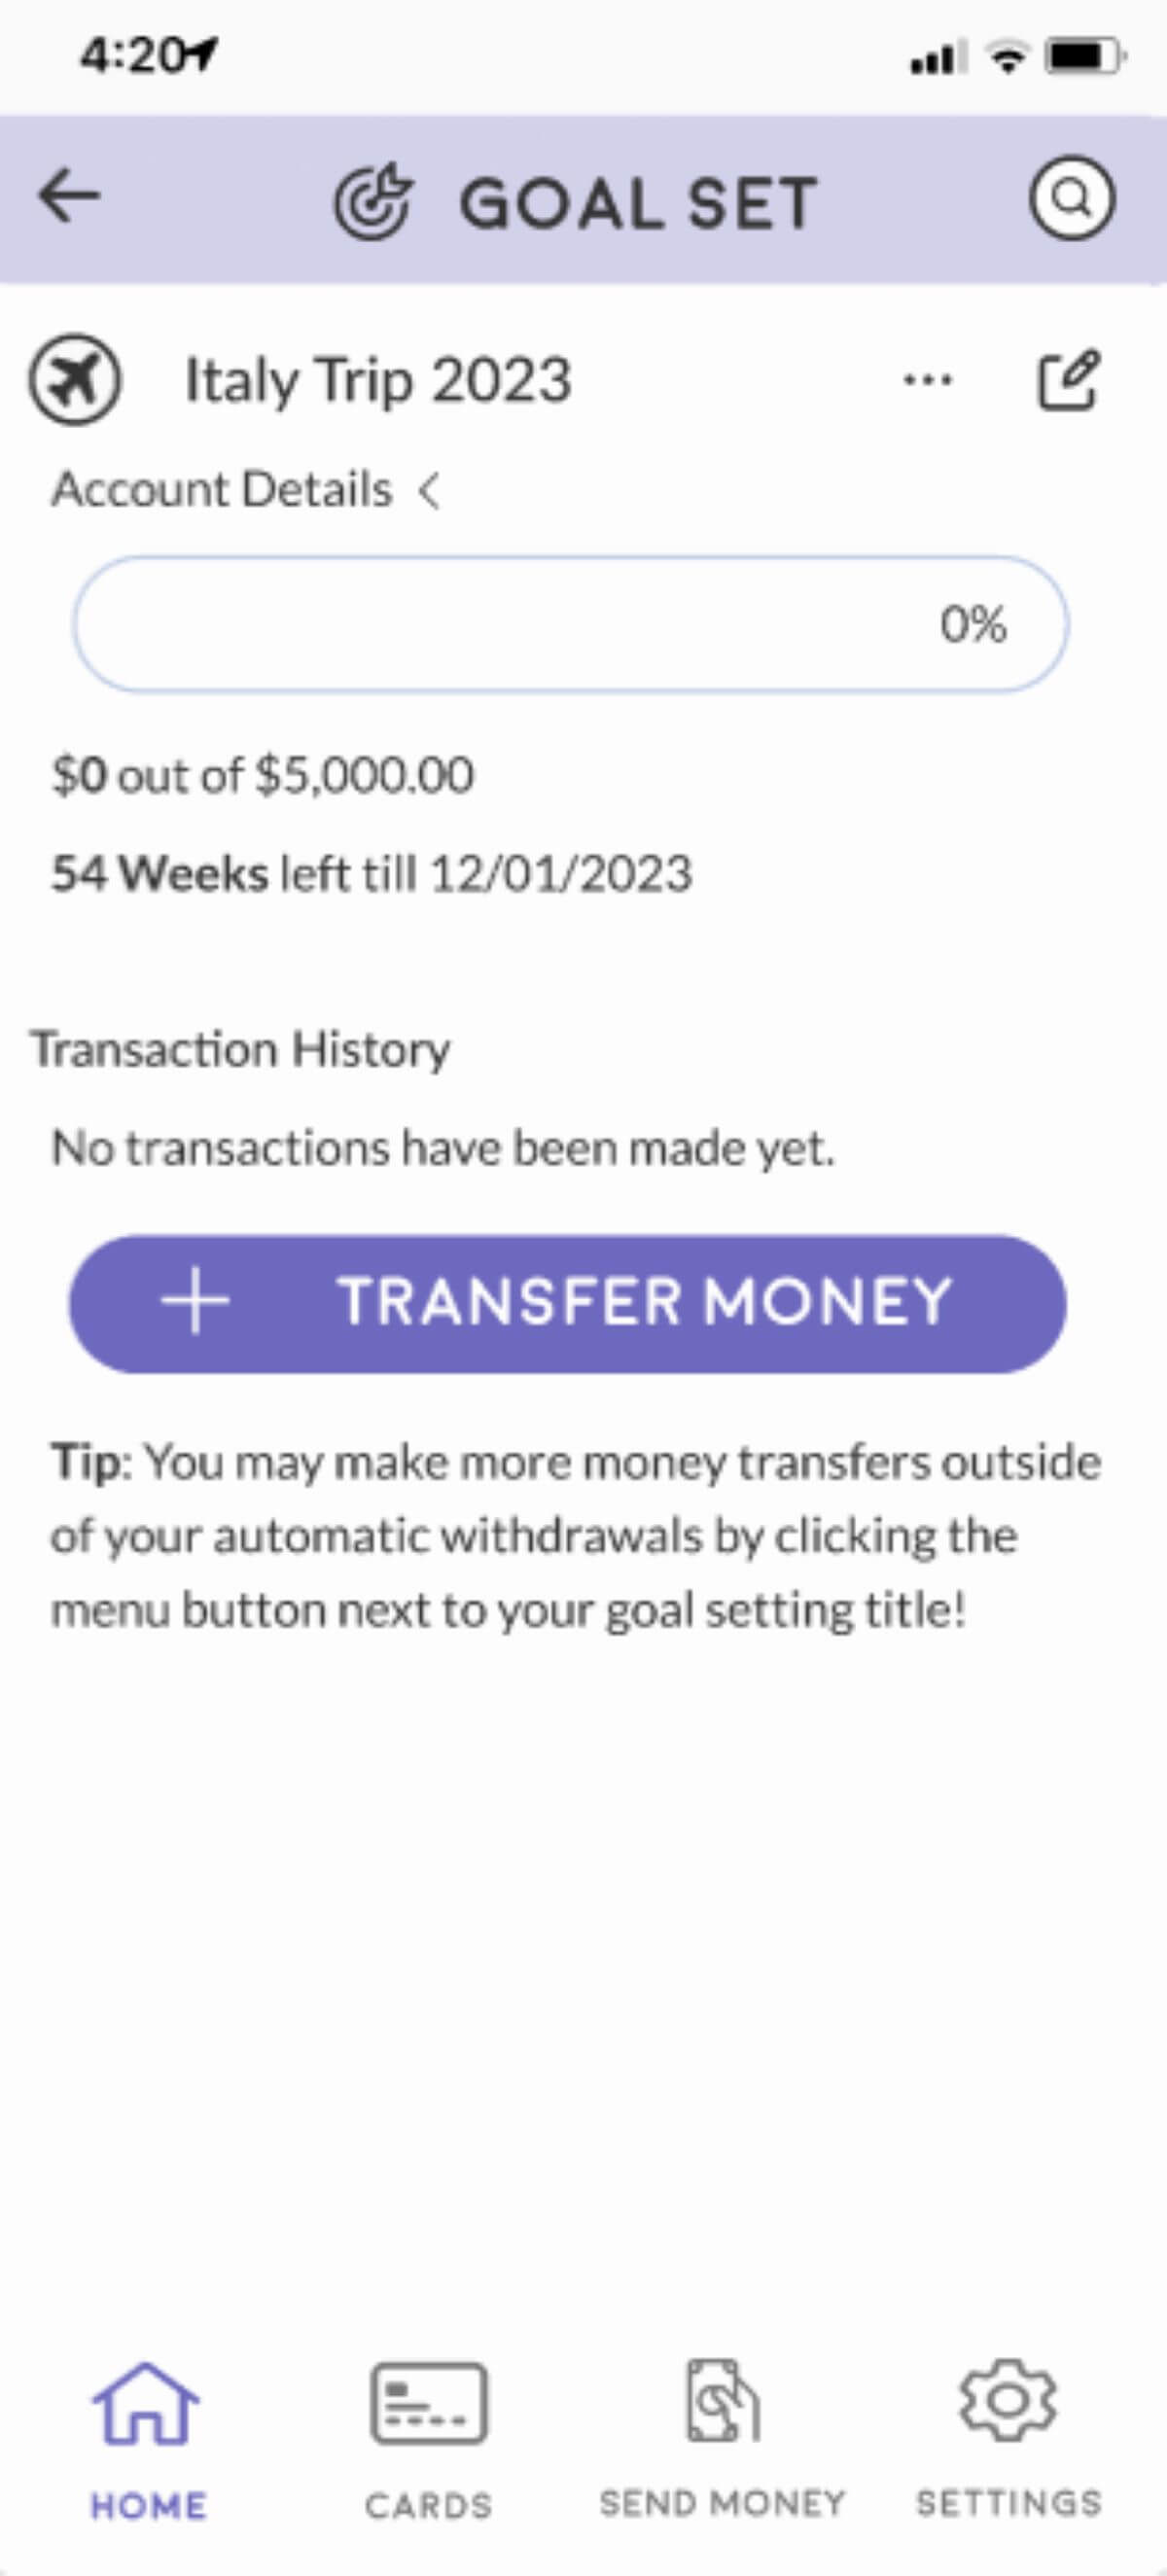 4:20
GOAL SET
Italy Trip 2023
...
Account Details <
0%
$0 out of $5,000.00
54 Weeks left till 12/01/2023
Transaction History
No transactions have been made yet.
+ TRANSFER MONEY
Tip: You may make more money transfers outside
of your automatic withdrawals by clicking the
menu button next to your goal setting title!
HOME CARDS SEND MONEY SETTINGS